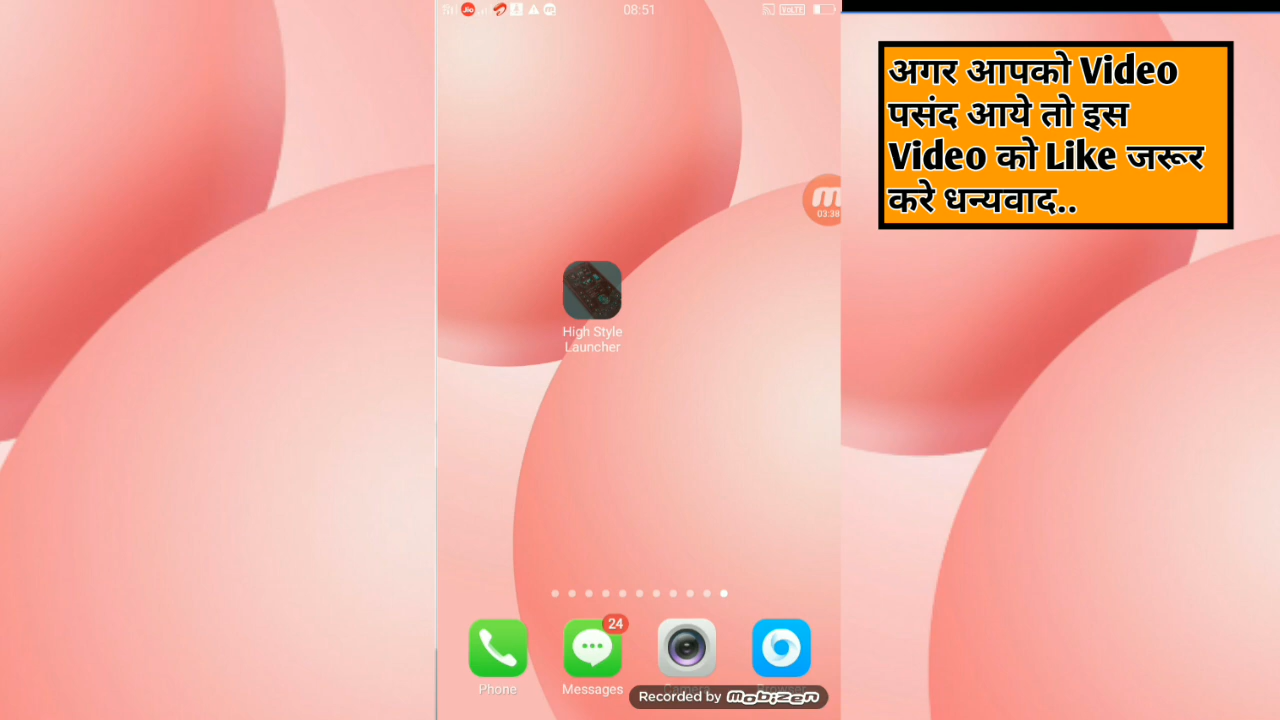 08:51
VoLTE
अगर आपको Video
पसंद आये तो इस
Video को Like जरूर
करे धन्यवाद..
03:38
High Style
Launcher
24
Phone
Messages
Recorded by Mobizen